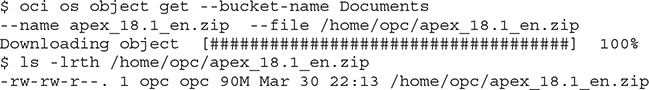 $ oci os object get --bucket-name Documents
--name apex_18.1_en.zip  --file /home/opc/apex_18.1_en.zip
Downloading object  [####################################]  100%
$ ls -lrth /home/opc/apex_18.1_en.zip
-rw-rw-r--. 1 opc opc 90M Mar 30 22:13 /home/opc/apex_18.1_en.zip